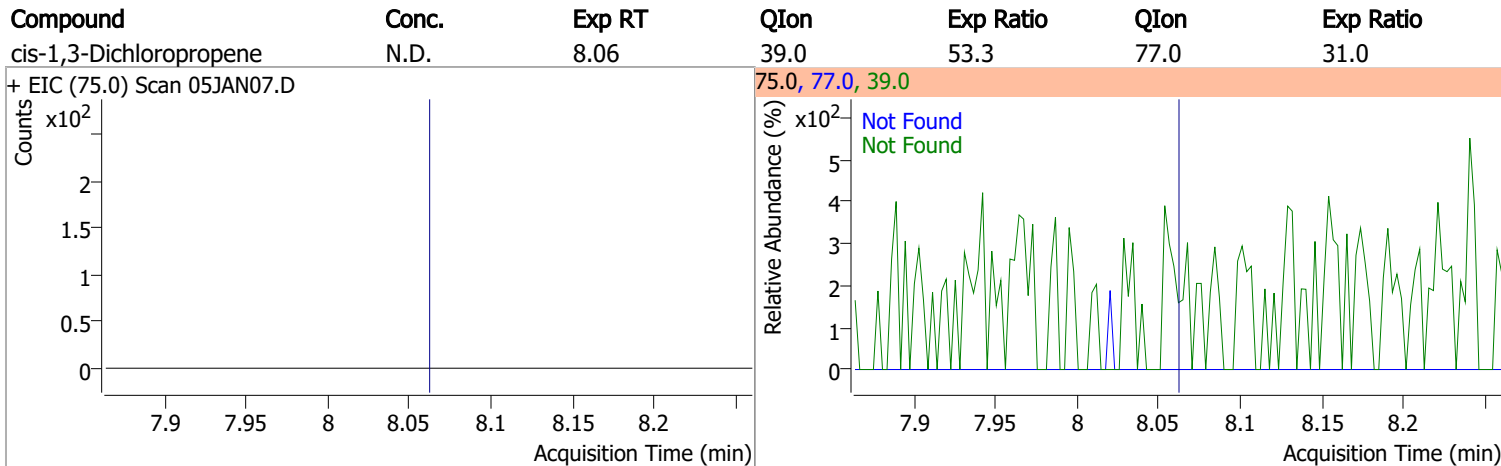 Compound Conc. Exp RT QIon Exp Ratio QIon Exp Ratio
cis-1,3-Dichloropropene N.D. 8.06 39.0 53.3 77.0 31.0
+ EIC (75.0) Scan 05JAN07.D
Counts
x10²
2
1.5
1
0.5
0
7.9 7.95 8 8.05 8.1 8.15 8.2
Acquisition Time (min)
75.0, 77.0, 39.0
Relative Abundance (%)
x10²
Not Found
Not Found
5
4
3
2
1
0
7.9 7.95 8 8.05 8.1 8.15 8.2
Acquisition Time (min)